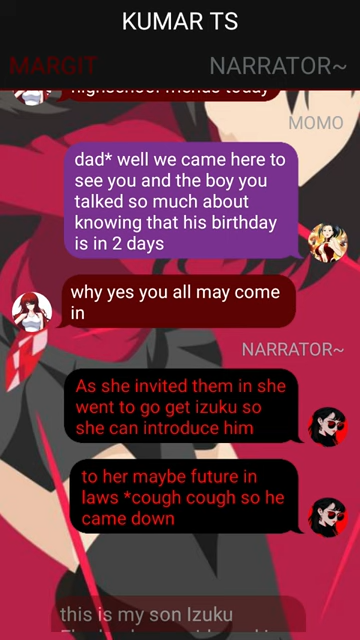 KUMAR TS
MARGIT
NARRATOR~
highschool friends today
MOMO
dad* well we came here to
see you and the boy you
talked so much about
knowing that his birthday
is in 2 days
why yes you all may come
in
NARRATOR~
As she invited them in she
went to go get izuku so
she can introduce him
to her maybe future in
laws *cough cough so he
came down
this is my son Izuku